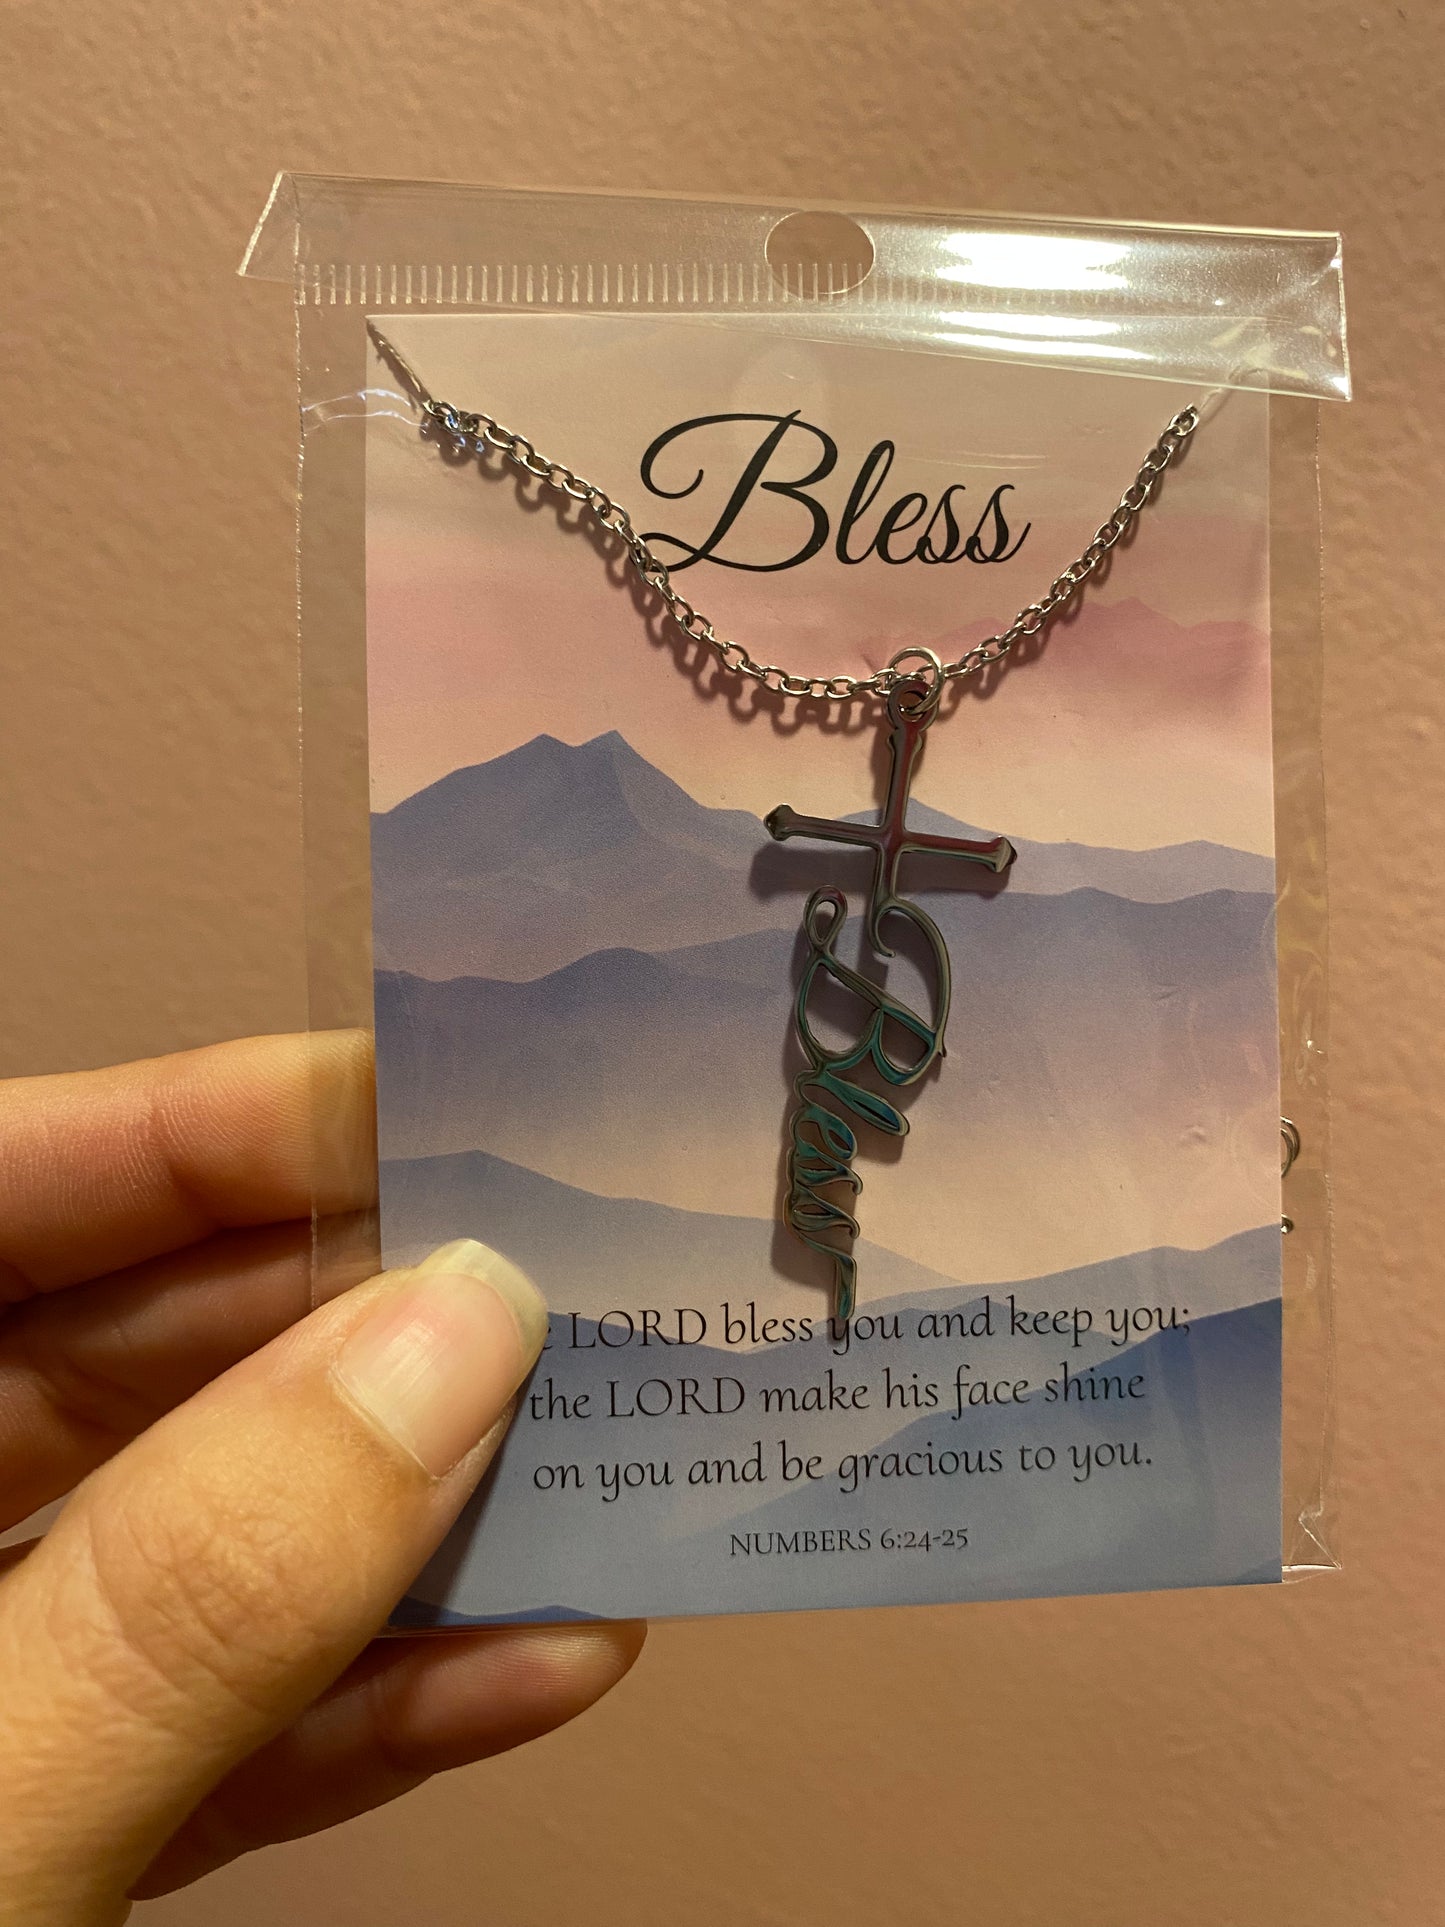 Bless
Bless
LORD bless you and keep you;
the LORD make his face shine
on you and be gracious to you.
NUMBERS 6:24-25